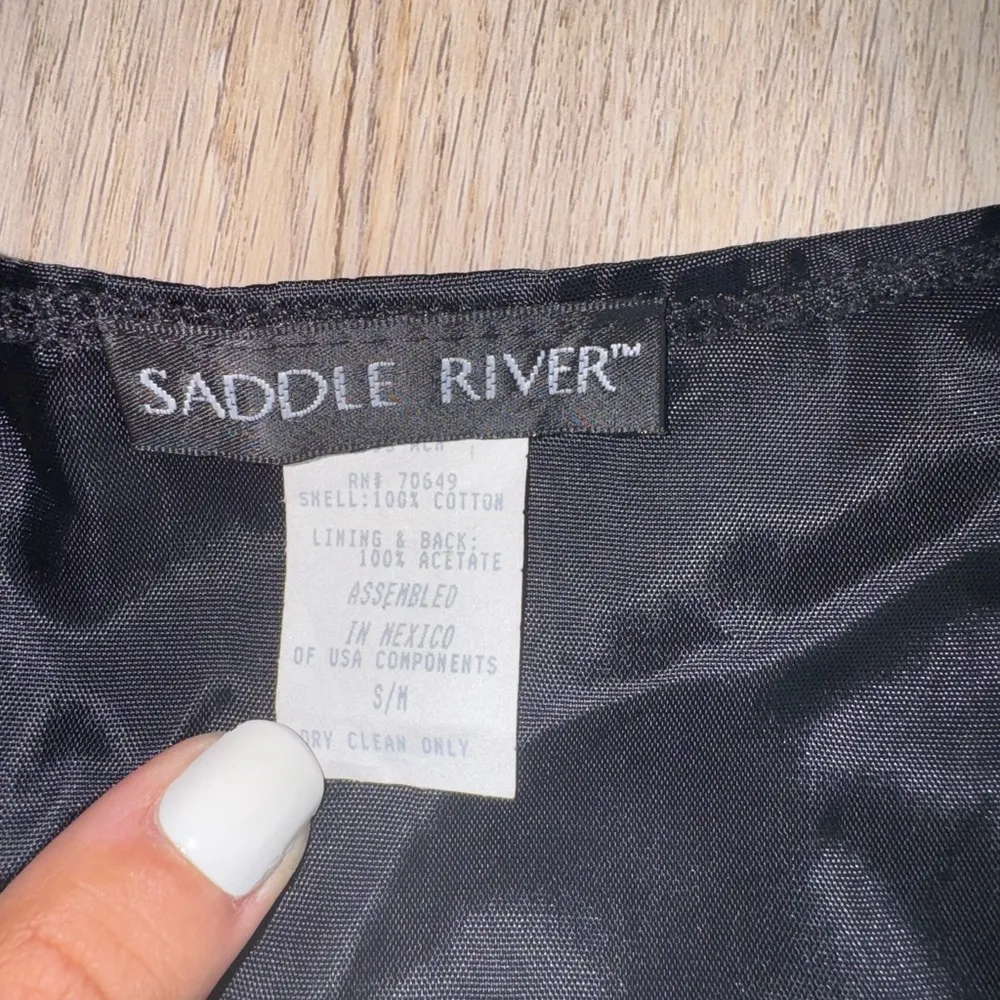 SADDLE RIVER™
RN# 70649
SHELL:100% COTTON
LINING & BACK:
100% ACETATE
ASSEMBLED
IN MEXICO
OF USA COMPONENTS
S/M
DRY CLEAN ONLY